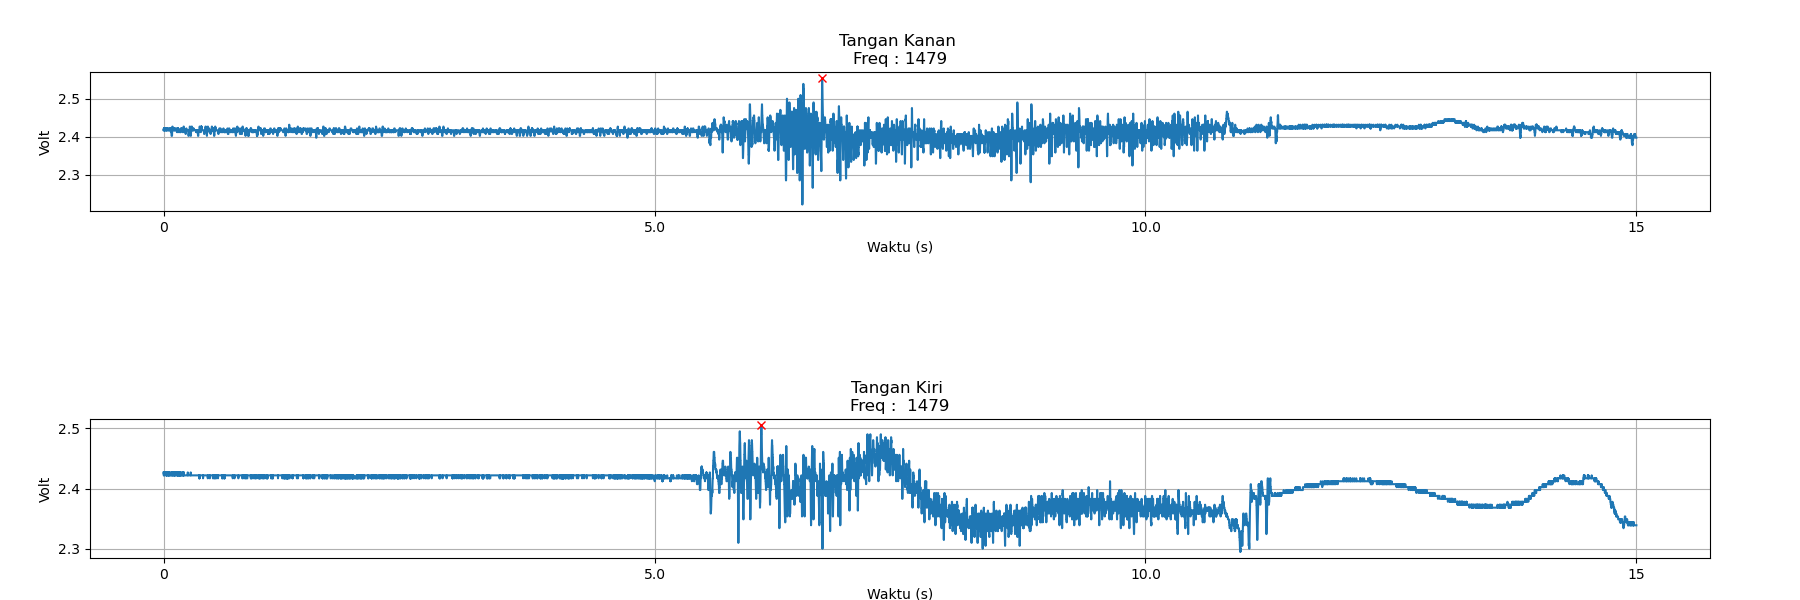 Tangan Kanan
Freq : 1479
2.5
2.4
2.3
Volt
0 5.0 10.0 15
Waktu (s)
Tangan Kiri
Freq :  1479
2.5
2.4
2.3
Volt
0 5.0 10.0 15
Waktu (s)